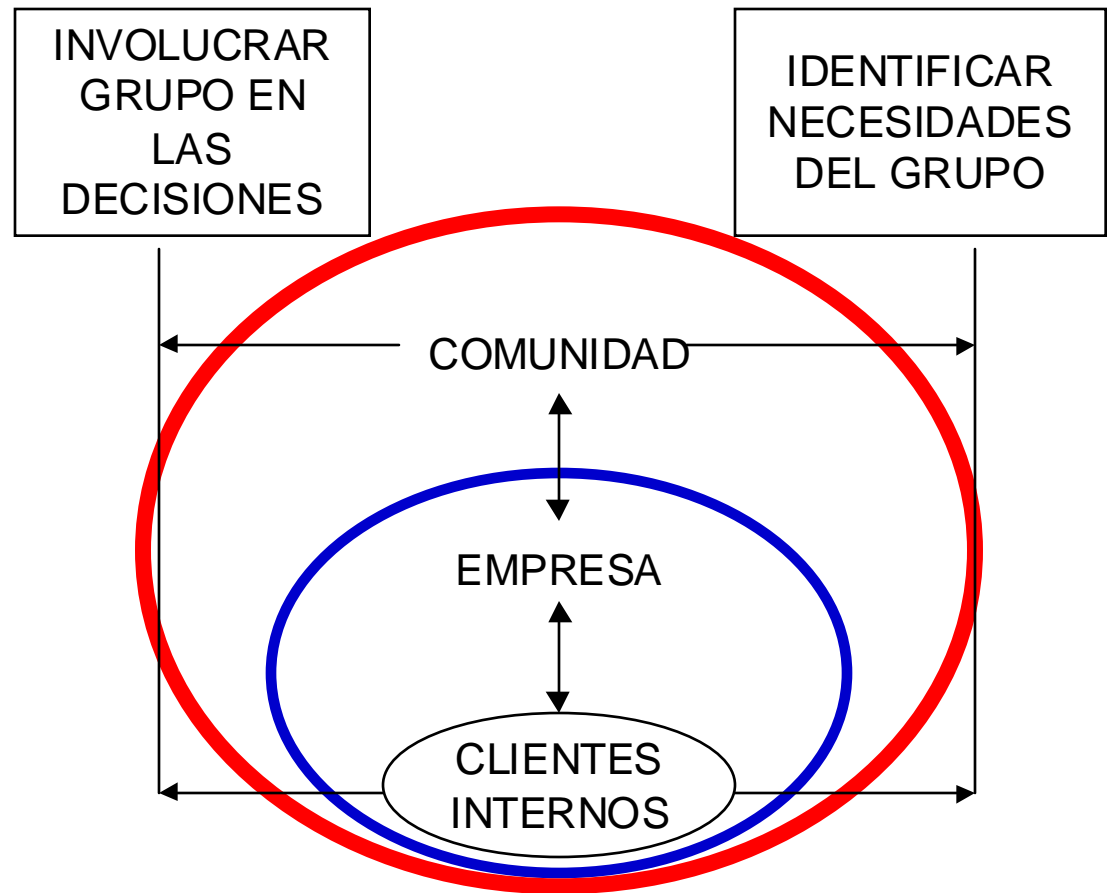 INVOLUCRAR
GRUPO EN
LAS
DECISIONES
IDENTIFICAR
NECESIDADES
DEL GRUPO
COMUNIDAD
EMPRESA
CLIENTES
INTERNOS